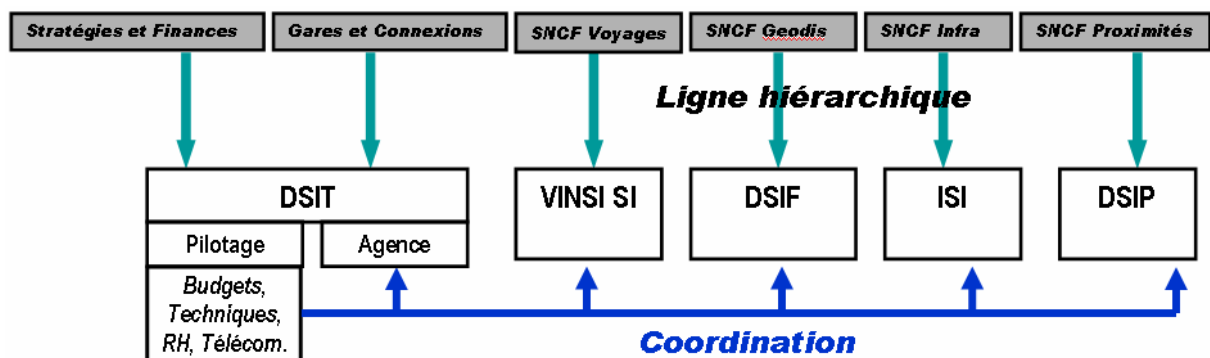 Stratégies et Finances
Gares et Connexions
SNCF Voyages
SNCF Geodis
SNCF Infra
SNCF Proximités
Ligne hiérarchique
DSIT
VINSI SI
DSIF
ISI
DSIP
Pilotage
Agence
Budgets,
Techniques,
RH, Télécom.
Coordination